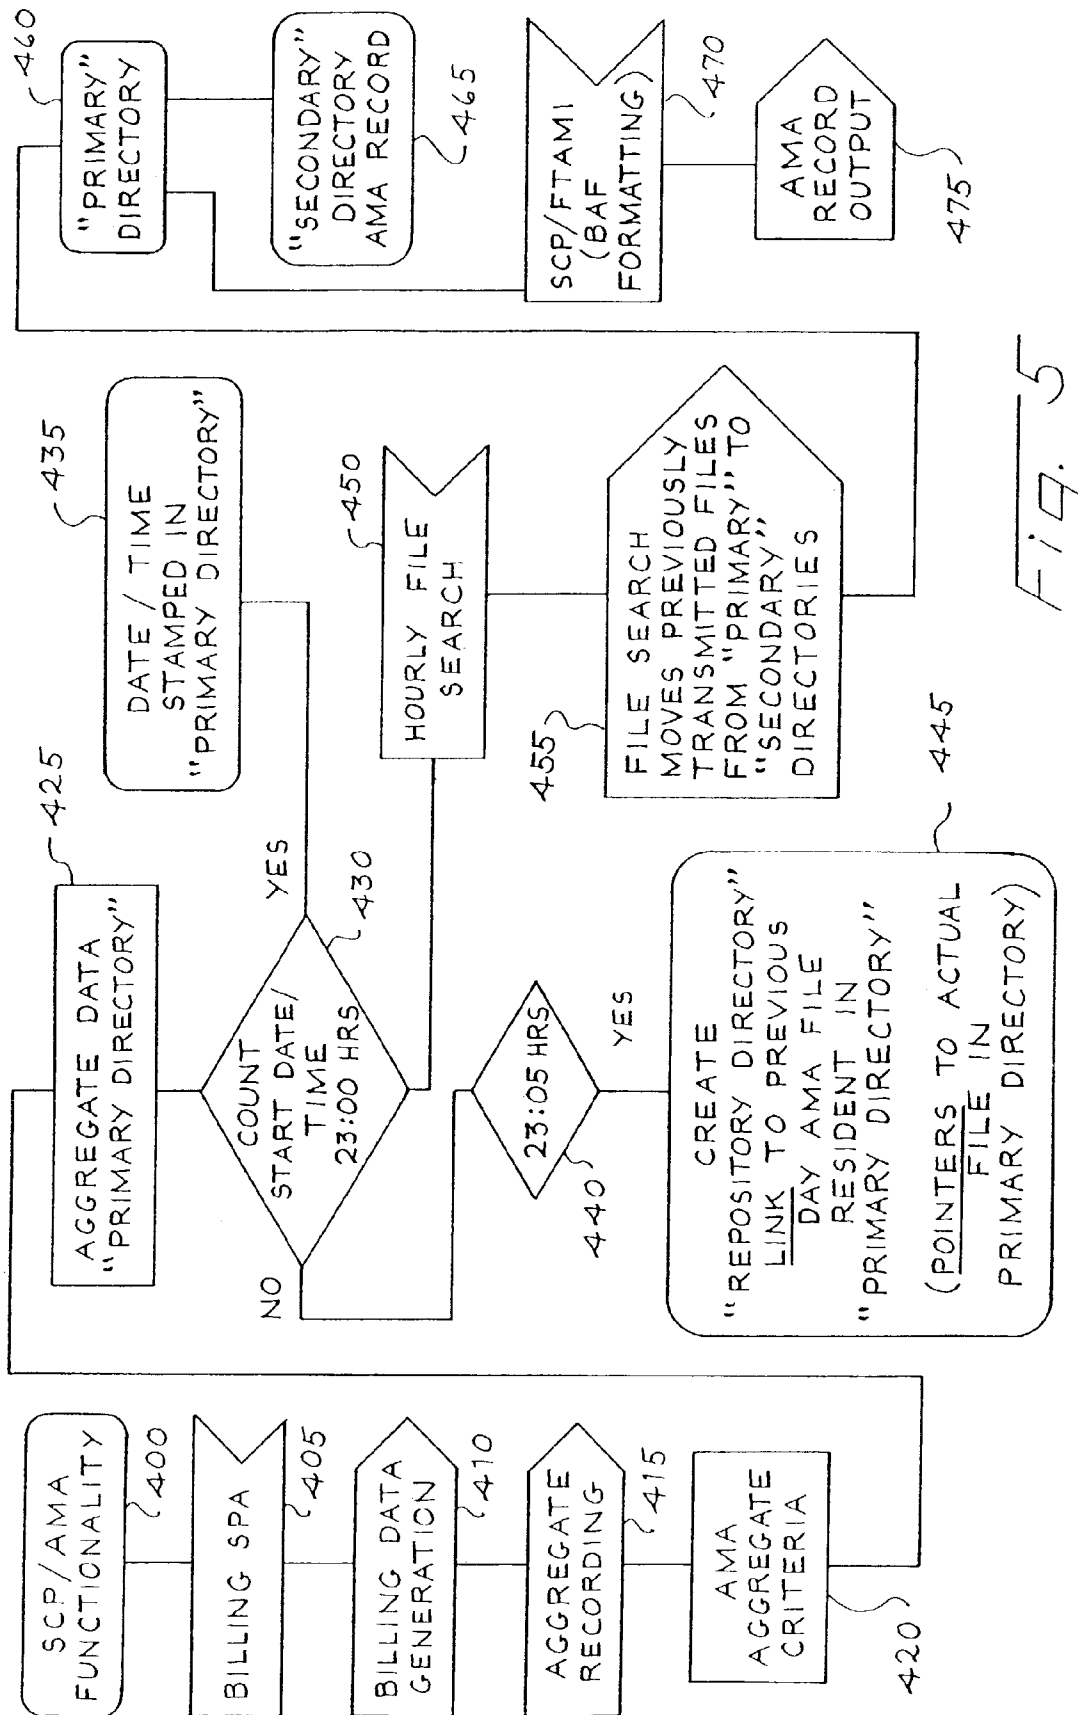 SCP/AMA
FUNCTIONALITY
400
BILLING SPA
405
BILLING DATA
GENERATION
410
AGGREGATE
RECORDING
415
AMA
AGGREGATE
CRITERIA
420
425
AGGREGATE DATA
"PRIMARY DIRECTORY"
COUNT
START DATE/
TIME
23:00 HRS
430
YES
NO
435
DATE / TIME
STAMPED IN
"PRIMARY DIRECTORY"
23:05 HRS
440
YES
CREATE
"REPOSITORY DIRECTORY"
LINK TO PREVIOUS
DAY AMA FILE
RESIDENT IN
"PRIMARY DIRECTORY"
(POINTERS TO ACTUAL
FILE IN
PRIMARY DIRECTORY)
445
450
HOURLY FILE
SEARCH
455
FILE SEARCH
MOVES PREVIOUSLY
TRANSMITTED FILES
FROM "PRIMARY" TO
"SECONDARY"
DIRECTORIES
460
"PRIMARY"
DIRECTORY
"SECONDARY"
DIRECTORY
AMA RECORD
465
SCP/FTAMI
(BAF
FORMATTING)
470
AMA
RECORD
OUTPUT
475
Fig. 5